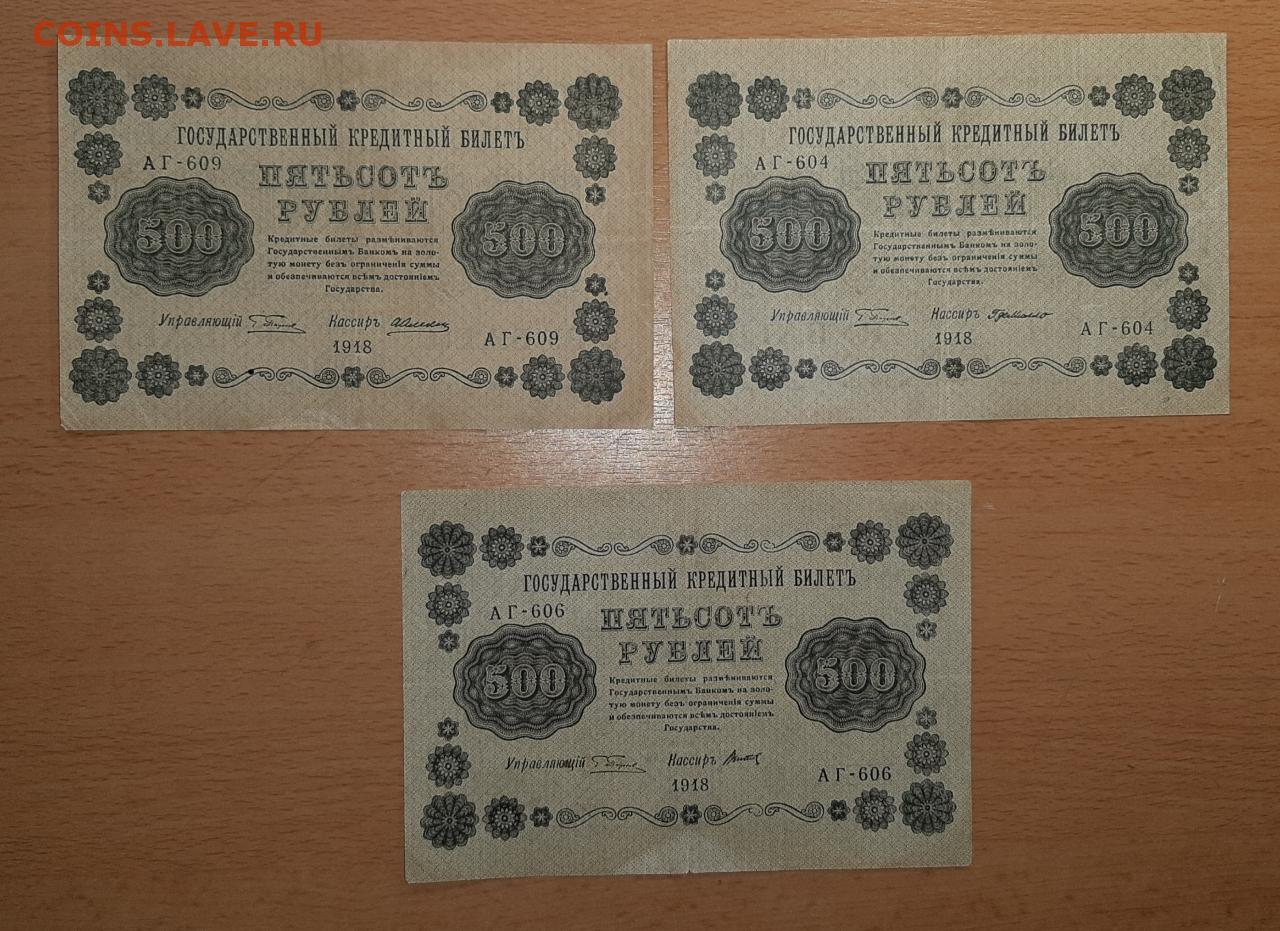 COINS.LAVE.RU
ГОСУДАРСТВЕННЫЙ КРЕДИТНЫЙ БИЛЕТЪ
АГ-609
ПЯТЬСОТЪ
РУБЛЕЙ
500
500
Кредитные билеты размѣниваются
Государственнымъ Банкомъ на золо-
тую монету безъ ограниченія суммы
и обезпечиваются всѣмъ достояніемъ
Государства.
Управляющій
Кассиръ
1918
АГ-609
ГОСУДАРСТВЕННЫЙ КРЕДИТНЫЙ БИЛЕТЪ
АГ-604
ПЯТЬСОТЪ
РУБЛЕЙ
500
500
Кредитные билеты размѣниваются
Государственнымъ Банкомъ на золо-
тую монету безъ ограниченія суммы
и обезпечиваются всѣмъ достояніемъ
Государства.
Управляющій
Кассиръ
1918
АГ-604
ГОСУДАРСТВЕННЫЙ КРЕДИТНЫЙ БИЛЕТЪ
АГ-606
ПЯТЬСОТЪ
РУБЛЕЙ
500
500
Кредитные билеты размѣниваются
Государственнымъ Банкомъ на золо-
тую монету безъ ограниченія суммы
и обезпечиваются всѣмъ достояніемъ
Государства.
Управляющій
Кассиръ
1918
АГ-606